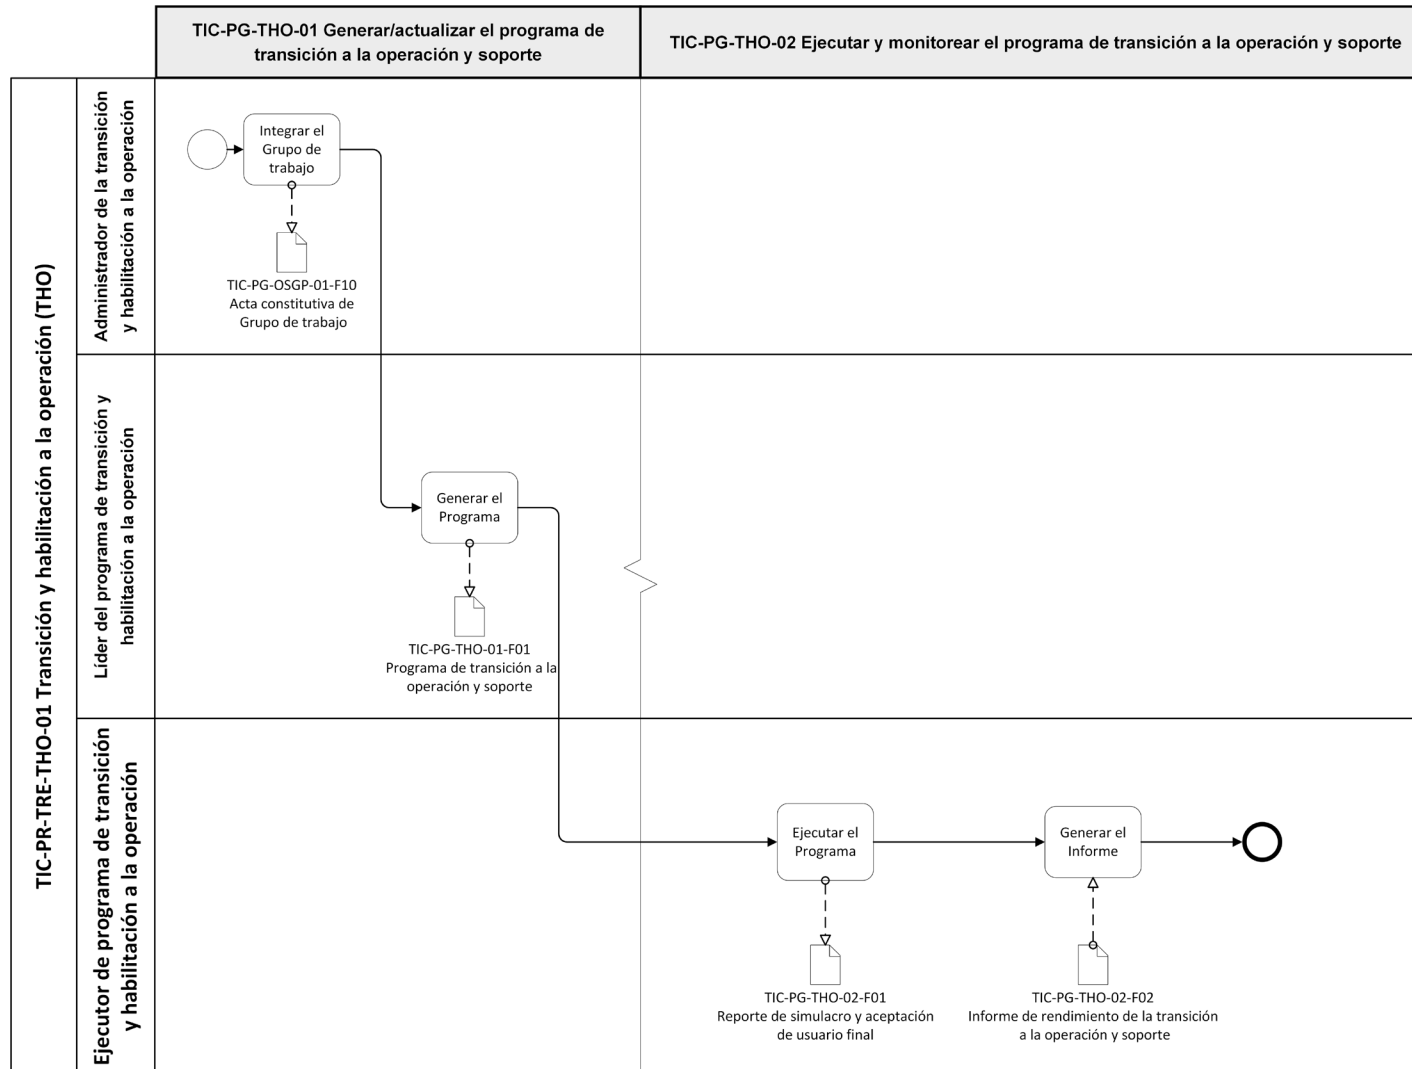 TIC-PG-THO-01 Generar/actualizar el programa de
transición a la operación y soporte
TIC-PG-THO-02 Ejecutar y monitorear el programa de transición a la operación y soporte
TIC-PR-TRE-THO-01 Transición y habilitación a la operación (THO)
Administrador de la transición
y habilitación a la operación
Integrar el
Grupo de
trabajo
TIC-PG-OSGP-01-F10
Acta constitutiva de
Grupo de trabajo
Líder del programa de transición y
habilitación a la operación
Generar el
Programa
TIC-PG-THO-01-F01
Programa de transición a la
operación y soporte
Ejecutor de programa de transición
y habilitación a la operación
Ejecutar el
Programa
TIC-PG-THO-02-F01
Reporte de simulacro y aceptación
de usuario final
Generar el
Informe
TIC-PG-THO-02-F02
Informe de rendimiento de la transición
a la operación y soporte